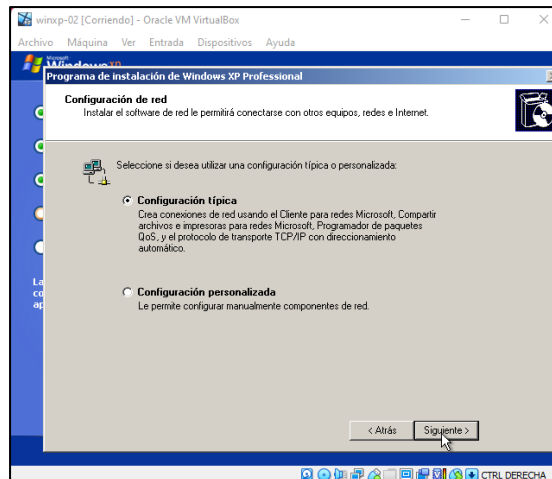 winxp-02 [Corriendo] - Oracle VM VirtualBox
Archivo Máquina Ver Entrada Dispositivos Ayuda
Microsoft
Programa de instalación de Windows XP Professional
Configuración de red
Instalar el software de red le permitirá conectarse con otros equipos, redes e Internet.
Seleccione si desea utilizar una configuración típica o personalizada:
Configuración típica
Crea conexiones de red usando el Cliente para redes Microsoft, Compartir
archivos e impresoras para redes Microsoft, Programador de paquetes
QoS, y el protocolo de transporte TCP/IP con direccionamiento
automático.
Configuración personalizada
Le permite configurar manualmente componentes de red.
La
co
ap
< Atrás
Siguiente >
CTRL DERECHA